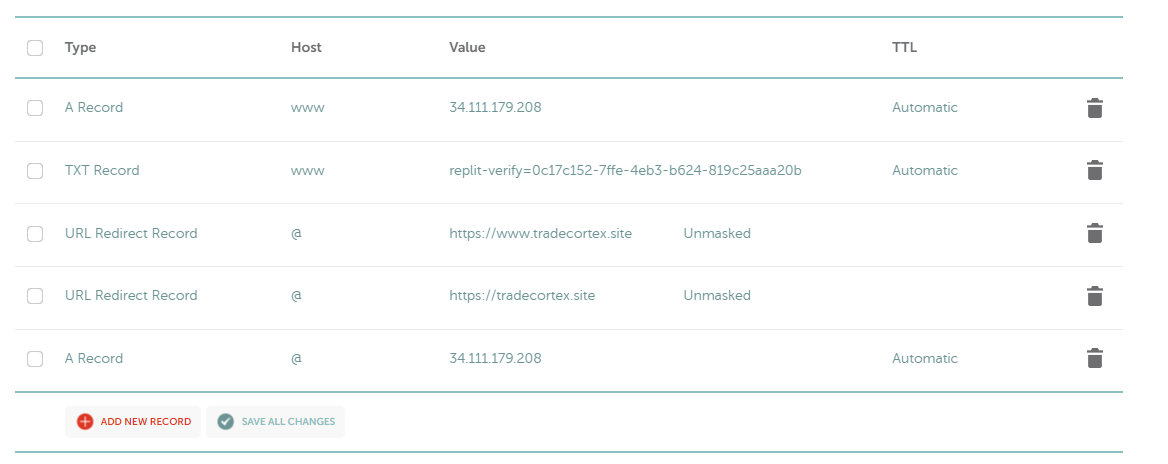 Type Host Value TTL
A Record www 34.111.179.208 Automatic
TXT Record www replit-verify=0c17c152-7ffe-4eb3-b624-819c25aaa20b Automatic
URL Redirect Record @ https://www.tradecortex.site Unmasked
URL Redirect Record @ https://tradecortex.site Unmasked
A Record @ 34.111.179.208 Automatic
ADD NEW RECORD SAVE ALL CHANGES